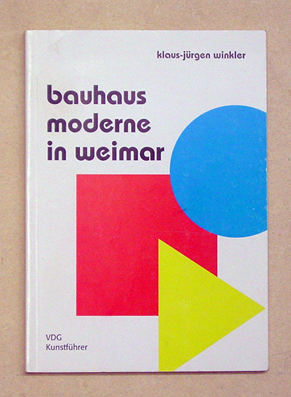 klaus-jürgen winkler
bauhaus
moderne
in weimar
VDG
Kunstführer